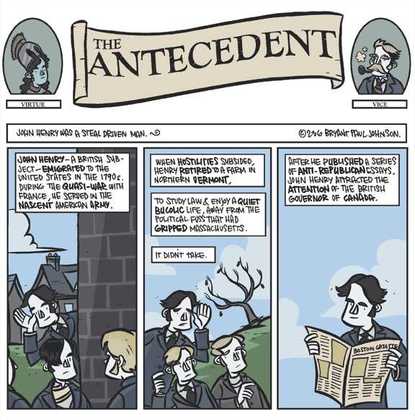 THE
ANTECEDENT
VIRTUE
VICE
JOHN HENRY WAS A STEAL DRIVEN MAN.
© 2016 BRYANT PAUL JOHNSON.
JOHN HENRY—A BRITISH SUB-
JECT—EMIGRATED TO THE
UNITED STATES IN THE 1790s.
DURING THE QUASI-WAR WITH
FRANCE, HE SERVED IN THE
NASCENT AMERICAN ARMY.
WHEN HOSTILITIES SUBSIDED,
HENRY RETIRED TO A FARM IN
NORTHERN VERMONT,
TO STUDY LAW & ENJOY A QUIET
BUCOLIC LIFE, AWAY FROM THE
POLITICAL FUSS THAT HAD
GRIPPED MASSACHUSETTS.
IT DIDN'T TAKE.
AFTER HE PUBLISHED A SERIES
OF ANTI-REPUBLICAN ESSAYS,
JOHN HENRY ATTRACTED THE
ATTENTION OF THE BRITISH
GOVERNOR OF CANADA.
BOSTON GAZETTE